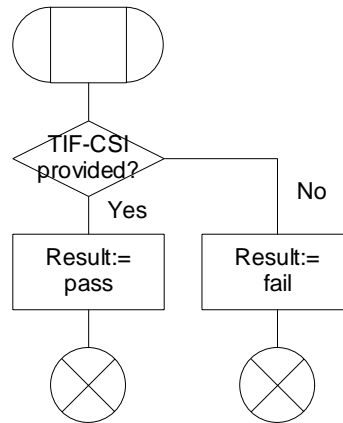 TIF-CSI
provided?
Yes
No
Result:=
pass
Result:=
fail